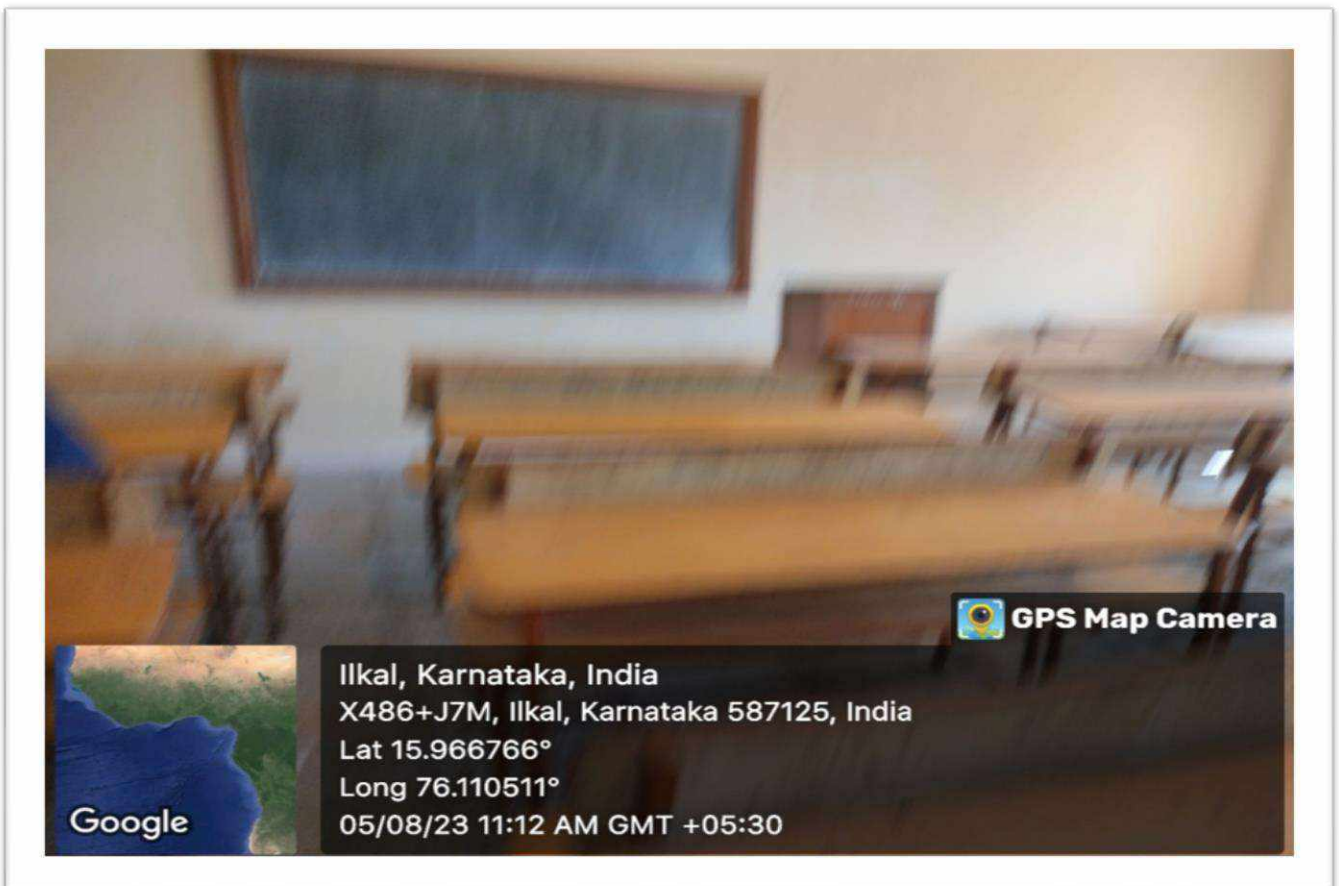 GPS Map Camera
Ilkal, Karnataka, India
X486+J7M, Ilkal, Karnataka 587125, India
Lat 15.966766°
Long 76.110511°
05/08/23 11:12 AM GMT +05:30
Google